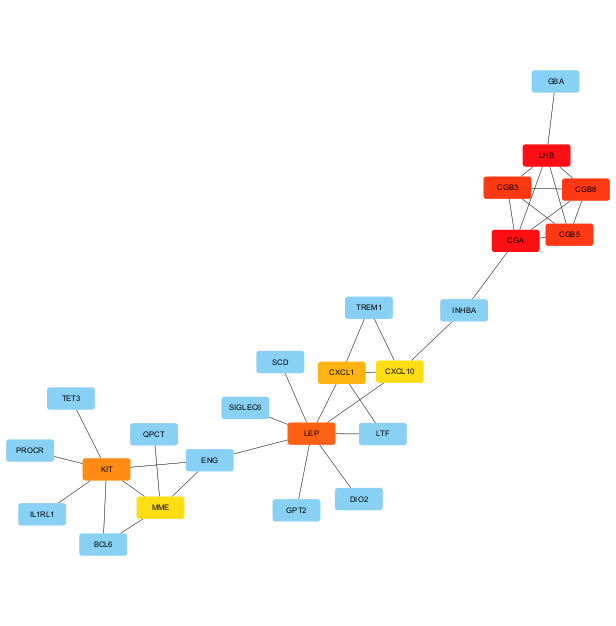 GBA
LHB
CGB3
CGB8
CGB5
CGA
TREM1
INHBA
SCD
CXCL1
CXCL10
TET3
SIGLEC6
QPCT
LEP
LTF
PROCR
KIT
ENG
DIO2
MME
GPT2
IL1RL1
BCL6